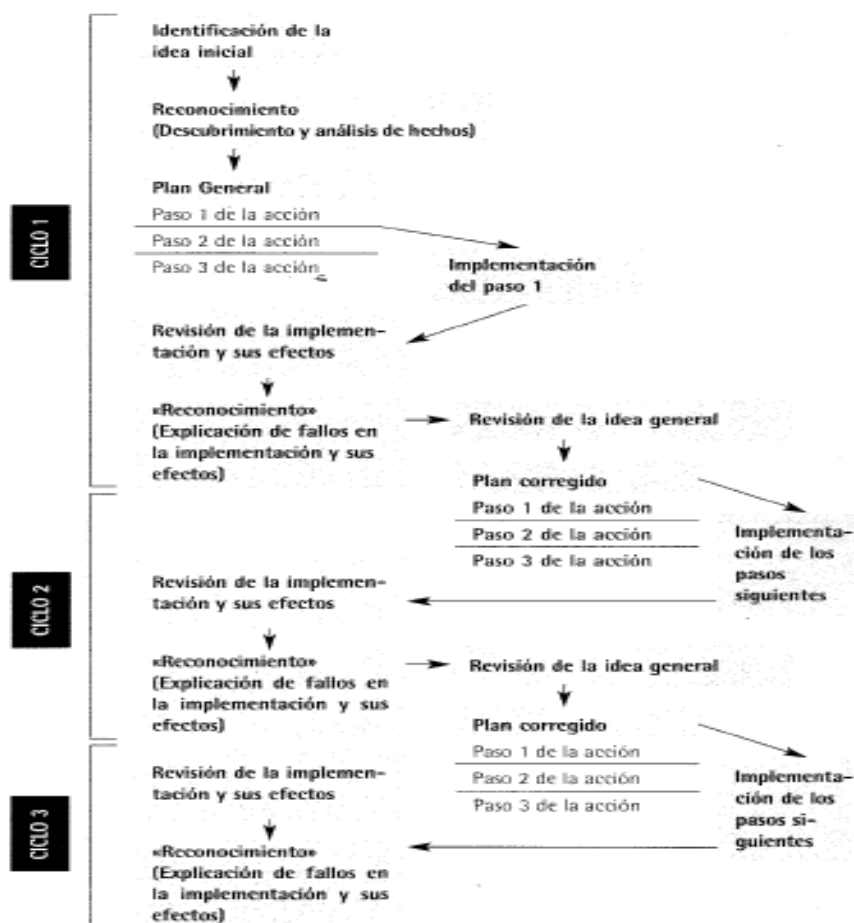 CICLO 1
Identificación de la
idea inicial
Reconocimiento
(Descubrimiento y análisis de hechos)
Plan General
Paso 1 de la acción
Paso 2 de la acción
Paso 3 de la acción
Implementación
del paso 1
Revisión de la implemen-
tación y sus efectos
«Reconocimiento»
(Explicación de fallos en
la implementación y sus
efectos)
Revisión de la idea general
Plan corregido
Paso 1 de la acción
Paso 2 de la acción
Paso 3 de la acción
Implementa-
ción de los
pasos
siguientes
CICLO 2
Revisión de la implemen-
tación y sus efectos
«Reconocimiento»
(Explicación de fallos en
la implementación y sus
efectos)
Revisión de la idea general
Plan corregido
Paso 1 de la acción
Paso 2 de la acción
Paso 3 de la acción
Implementa-
ción de los
pasos si-
guientes
CICLO 3
Revisión de la implemen-
tación y sus efectos
«Reconocimiento»
(Explicación de fallos en
la implementación y sus
efectos)